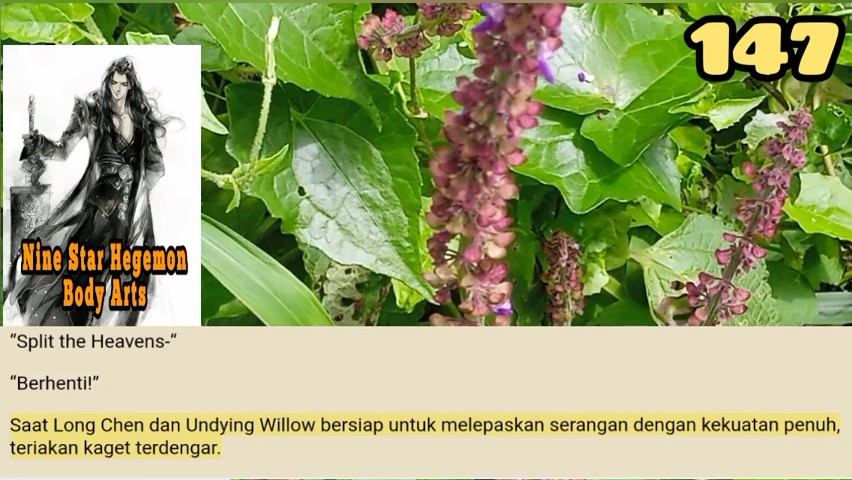 147
Nine Star Hegemon
Body Arts
“Split the Heavens-“
“Berhenti!”
Saat Long Chen dan Undying Willow bersiap untuk melepaskan serangan dengan kekuatan penuh,
teriakan kaget terdengar.